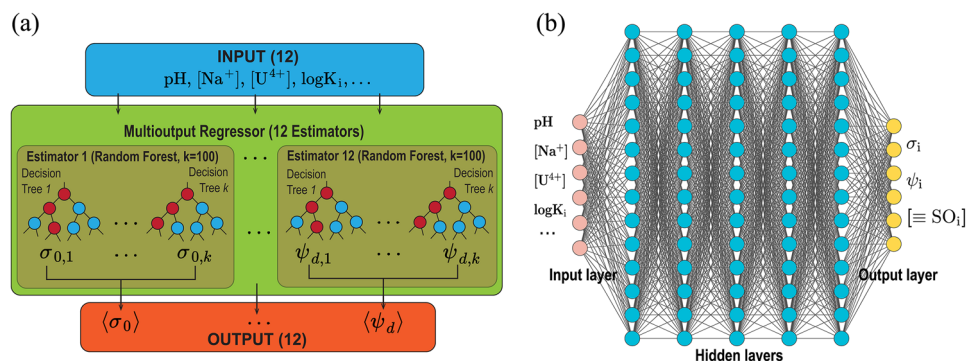 (a)
INPUT (12)
pH, [Na⁺], [U⁴⁺], logKᵢ, ...
Multioutput Regressor (12 Estimators)
Estimator 1 (Random Forest, k=100)
...
Estimator 12 (Random Forest, k=100)
Decision Tree 1
Decision Tree k
Decision Tree 1
Decision Tree k
...
...
...
σ₀,₁ ... σ₀,ₖ
ψd,₁ ... ψd,ₖ
⟨σ₀⟩ ... ⟨ψd⟩
OUTPUT (12)
(b)
pH
[Na⁺]
[U⁴⁺]
logKᵢ
...
Input layer
σᵢ
ψᵢ
[≡ SOᵢ]
Output layer
Hidden layers